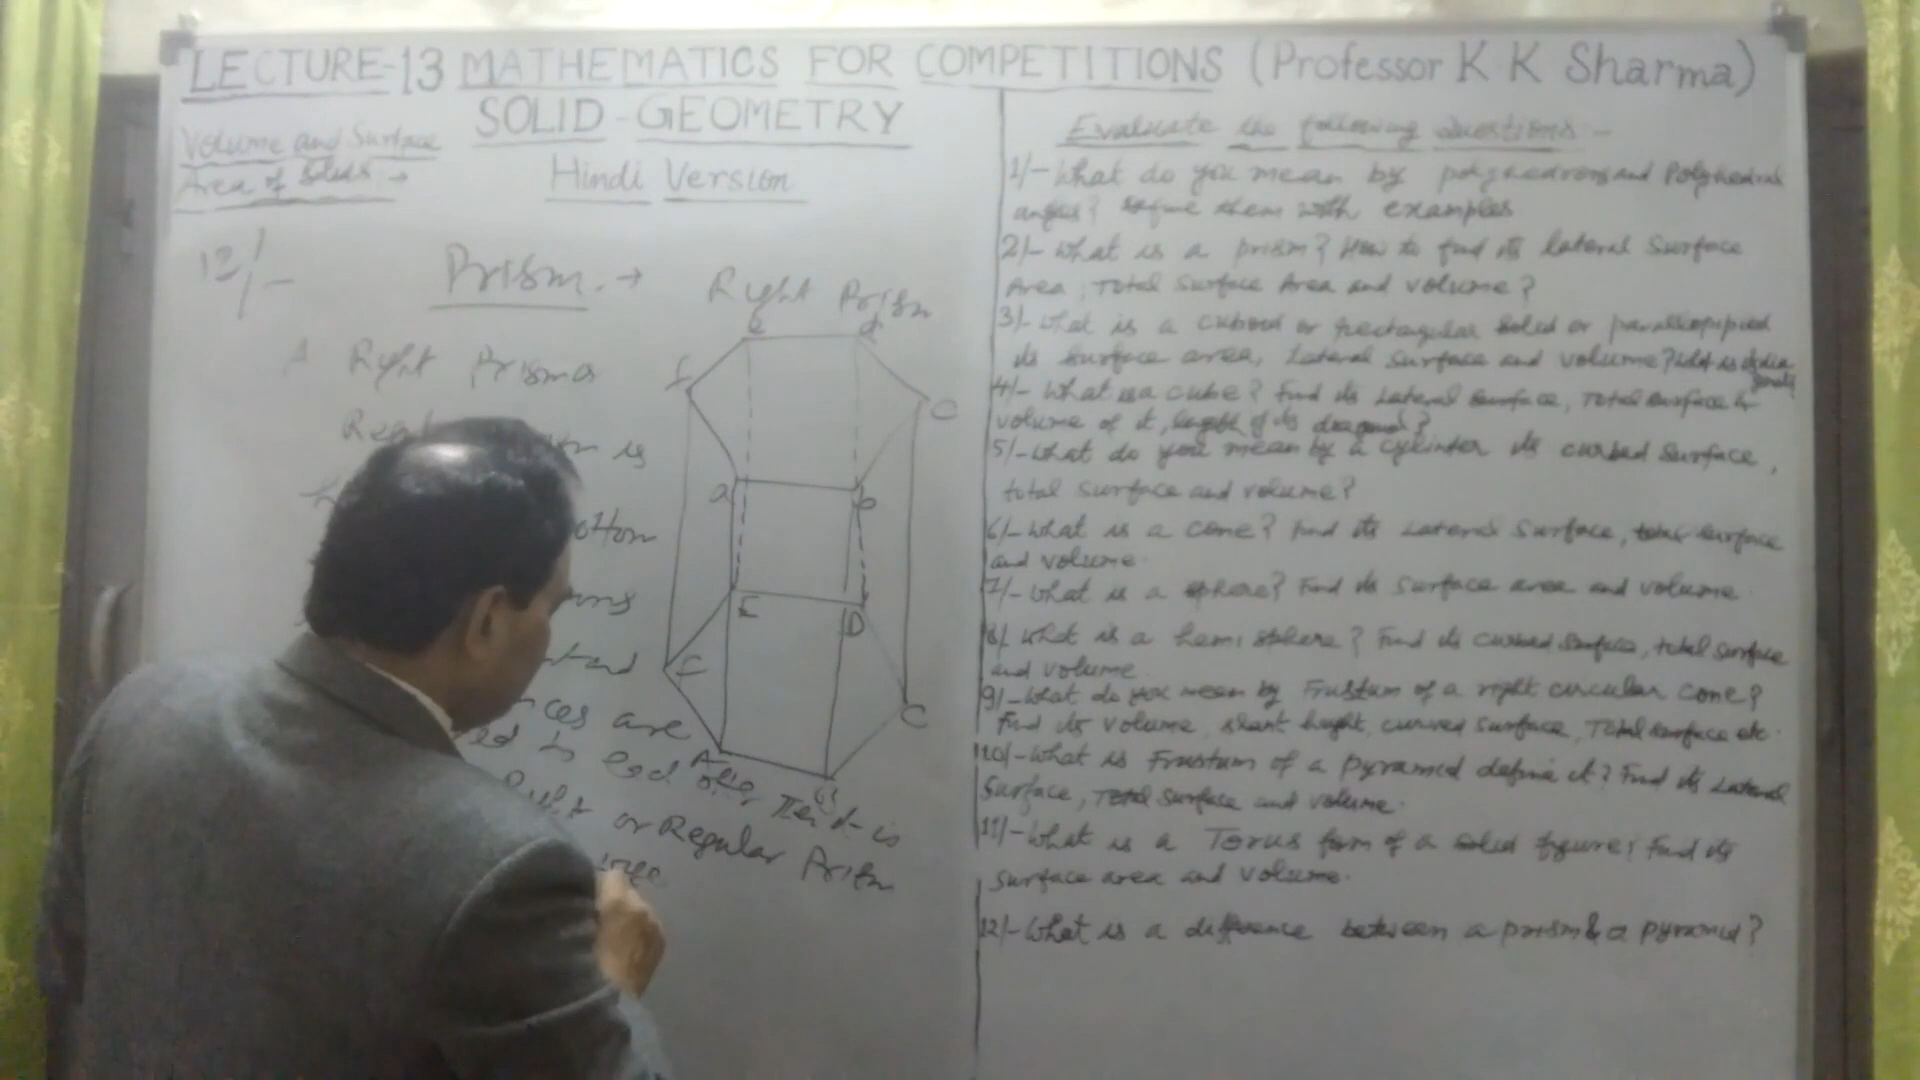 LECTURE-13 MATHEMATICS FOR COMPETITIONS (Professor K K Sharma)
SOLID-GEOMETRY
Volume and Surface
Area of Solids →
Hindi Version
12/-
Prism. →
Right Prism
A Right Prism or
is
ottom
ces are
or Regular Prism
e d
f c
a b
E D
C
A
Evaluate the following questions -
1/- What do you mean by polyhedrons and Polyhedral
angles? define them with examples
2/- What is a prism? How to find its lateral Surface
Area, Total Surface Area and volume?
3/- What is a cuboid or rectangular solid or
its surface area, Lateral Surface and volume?
4/- What is a cube? Find its Lateral surface, Total surface &
volume of it, length of its diagonal?
5/- What do you mean by a cylinder its curbed surface,
total surface and volume?
6/- What is a Cone? find its Lateral Surface, total surface
and volume.
7/- What is a sphere? Find its surface area and volume.
8/- What is a hemi sphere? Find its curbed surface, total surface
and volume.
9/- What do you mean by Frustum of a right circular cone?
Find its volume, slant height, curved surface, Total surface etc.
10/- What is Frustum of a pyramid define it? Find its Lateral
Surface, Total surface and volume.
11/- What is a Torus form of a solid figure; find its
surface area and volume.
12/- What is a difference between a prism & a pyramid?